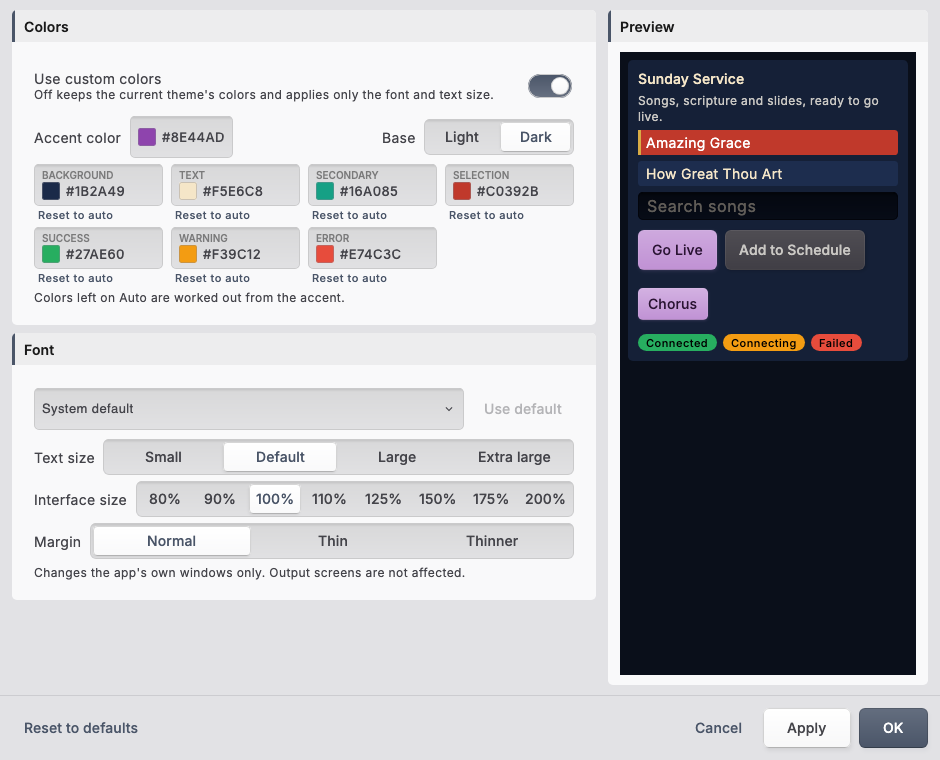 Colors
Use custom colors
Off keeps the current theme's colors and applies only the font and text size.
Accent color #8E44AD Base Light Dark
BACKGROUND
#1B2A49
Reset to auto
TEXT
#F5E6C8
Reset to auto
SECONDARY
#16A085
Reset to auto
SELECTION
#C0392B
Reset to auto
SUCCESS
#27AE60
Reset to auto
WARNING
#F39C12
Reset to auto
ERROR
#E74C3C
Reset to auto
Colors left on Auto are worked out from the accent.
Font
System default Use default
Text size Small Default Large Extra large
Interface size 80% 90% 100% 110% 125% 150% 175% 200%
Margin Normal Thin Thinner
Changes the app's own windows only. Output screens are not affected.
Preview
Sunday Service
Songs, scripture and slides, ready to go
live.
Amazing Grace
How Great Thou Art
Search songs
Go Live Add to Schedule
Chorus
Connected Connecting Failed
Reset to defaults Cancel Apply OK